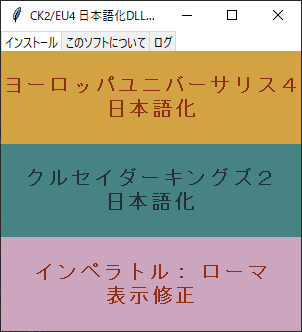 CK2/EU4 日本語化DLL...
インストール このソフトについて ログ
ヨーロッパユニバーサリス4
日本語化
クルセイダーキングズ2
日本語化
インペラトル： ローマ
表示修正